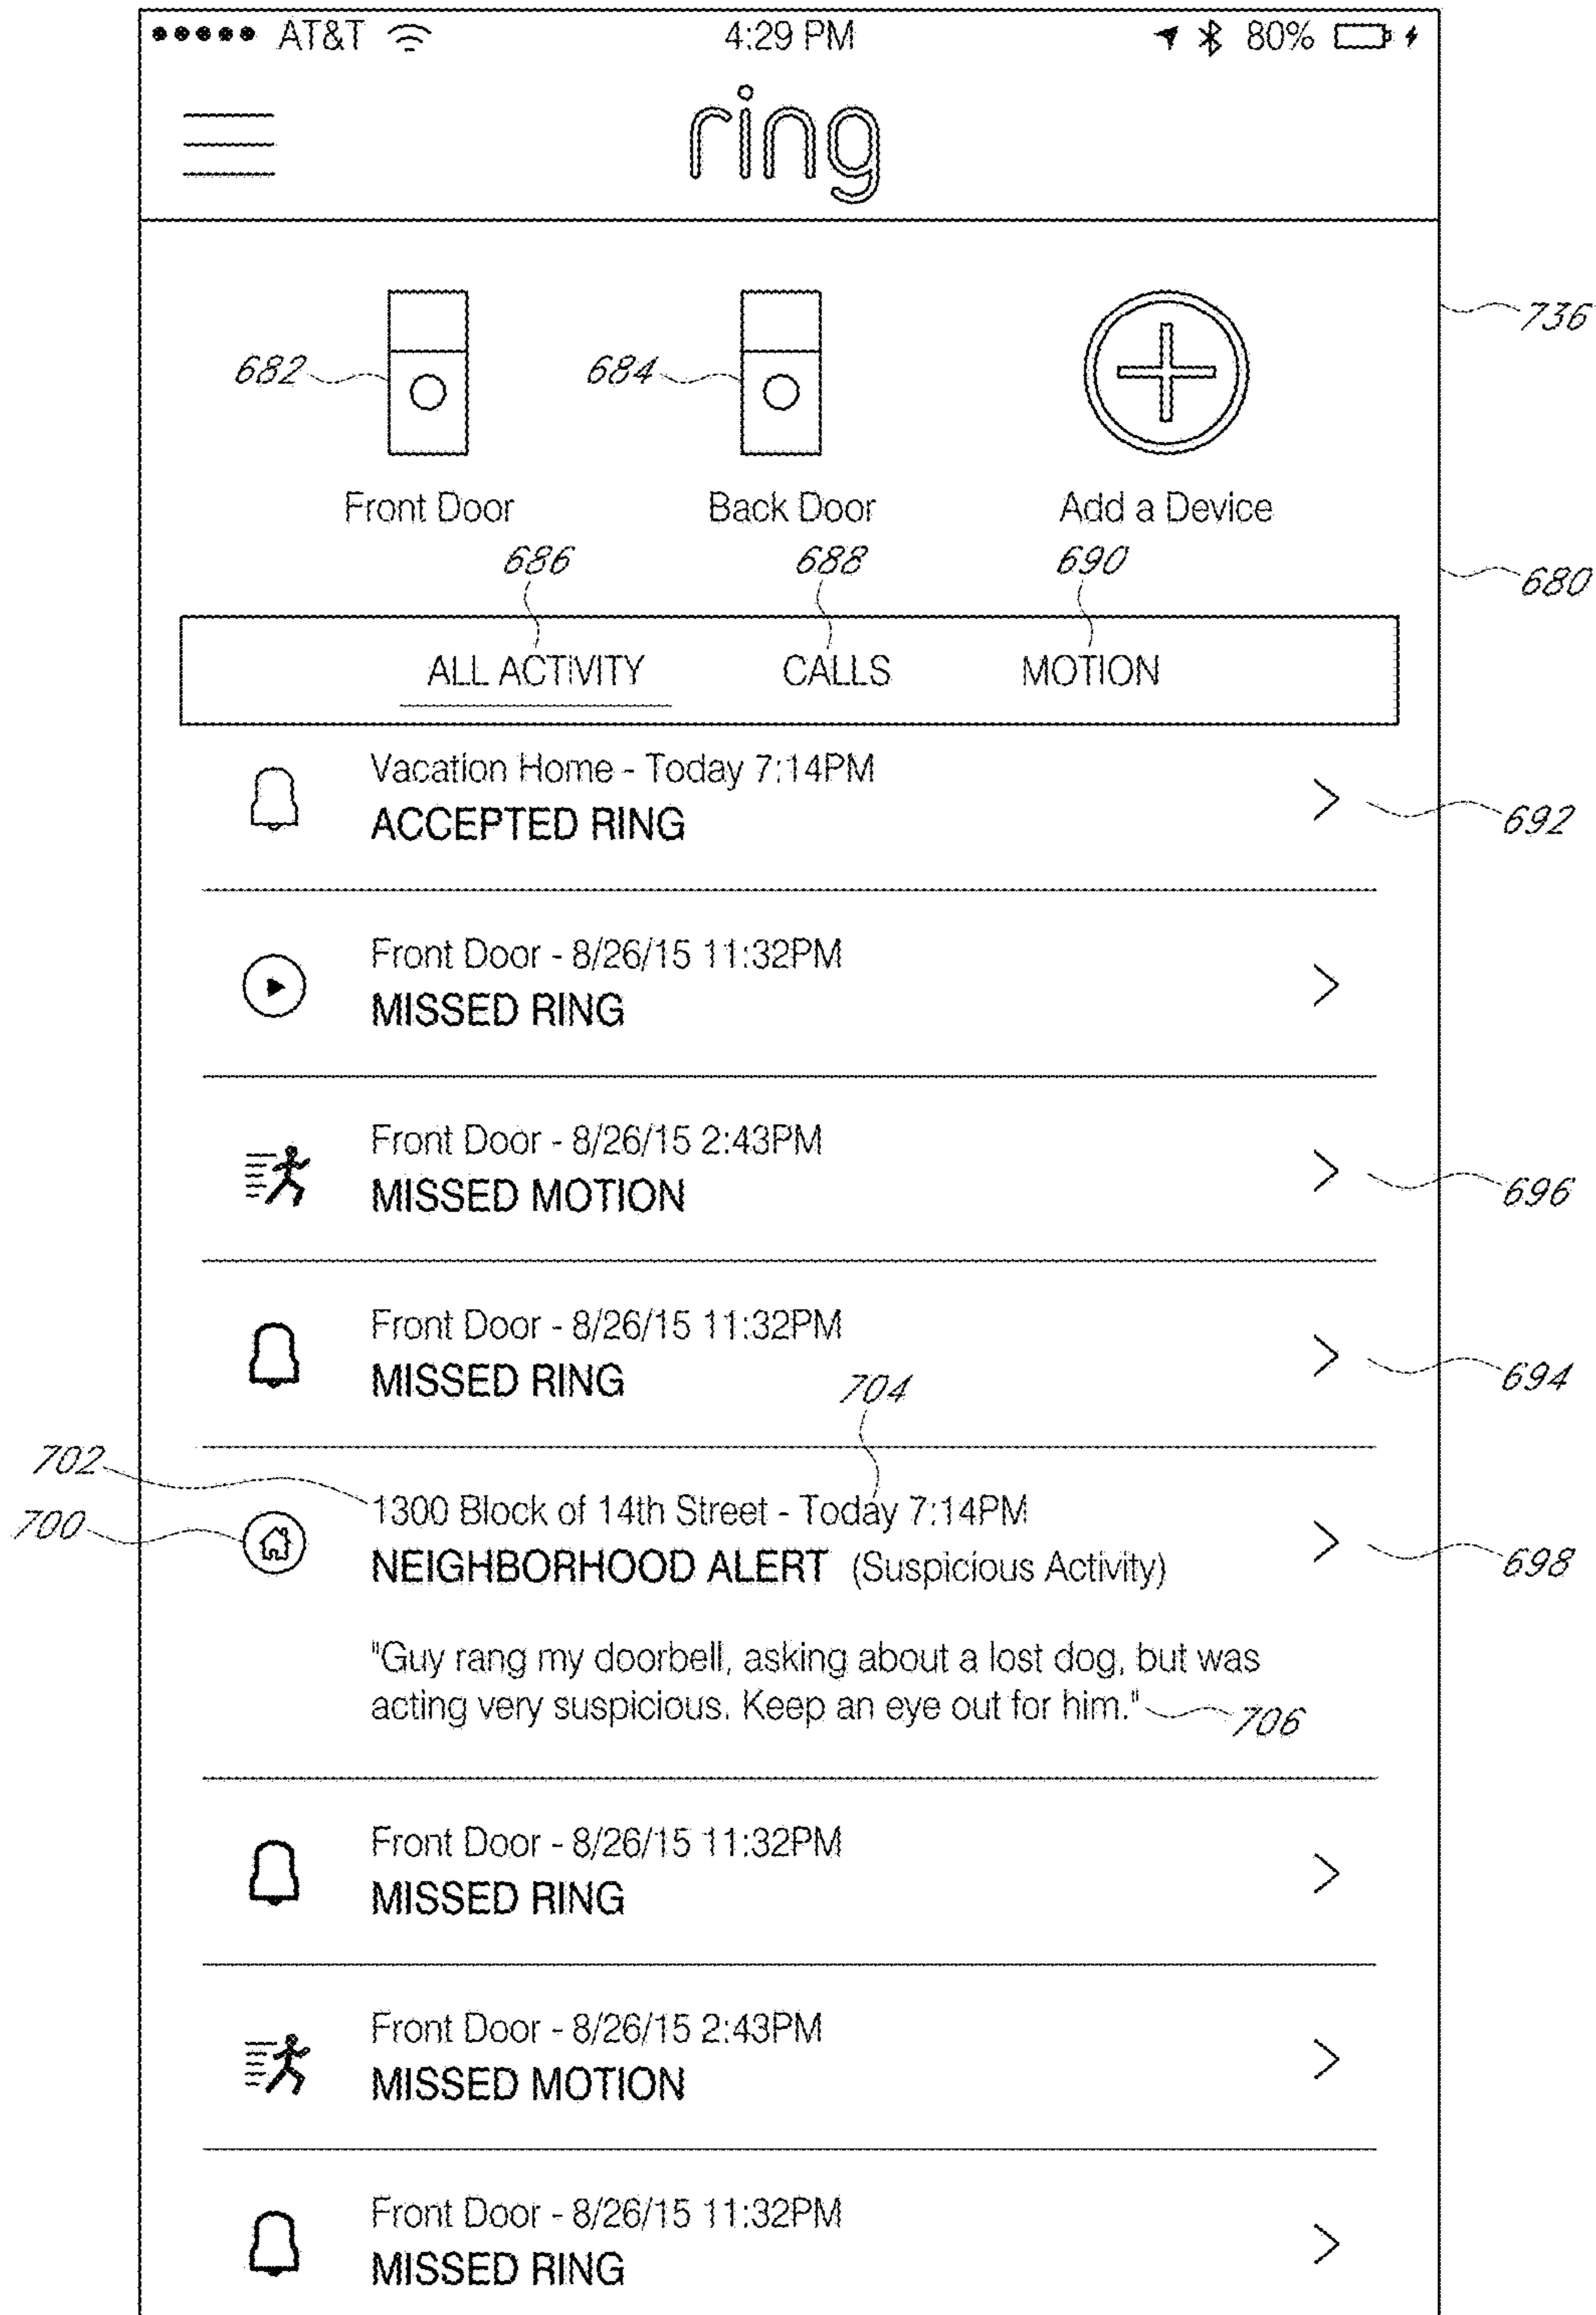 AT&T 4:29 PM 80%
ring
736
682 684
Front Door Back Door Add a Device
686 688 690
680
ALL ACTIVITY CALLS MOTION
Vacation Home - Today 7:14PM
ACCEPTED RING
692
Front Door - 8/26/15 11:32PM
MISSED RING
Front Door - 8/26/15 2:43PM
MISSED MOTION
696
Front Door - 8/26/15 11:32PM
MISSED RING
694
704
702
1300 Block of 14th Street - Today 7:14PM
700
NEIGHBORHOOD ALERT (Suspicious Activity)
698
"Guy rang my doorbell, asking about a lost dog, but was
acting very suspicious. Keep an eye out for him."
706
Front Door - 8/26/15 11:32PM
MISSED RING
Front Door - 8/26/15 2:43PM
MISSED MOTION
Front Door - 8/26/15 11:32PM
MISSED RING